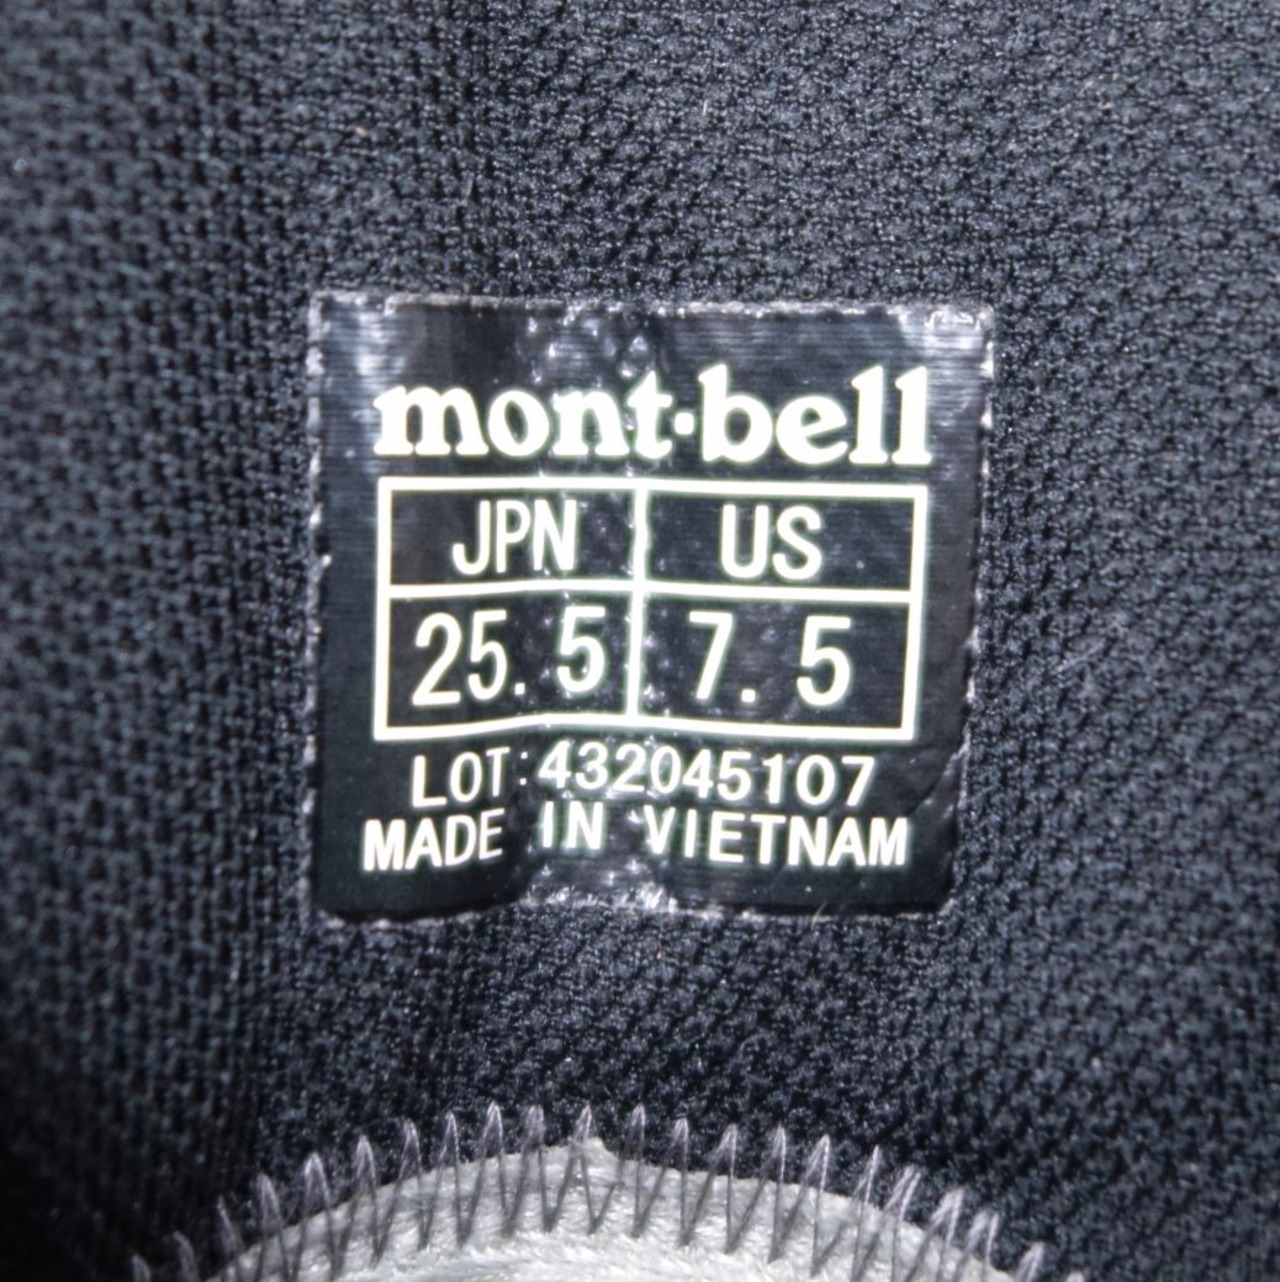 mont·bell
JPN US
25.5 7.5
LOT:432045107
MADE IN VIETNAM